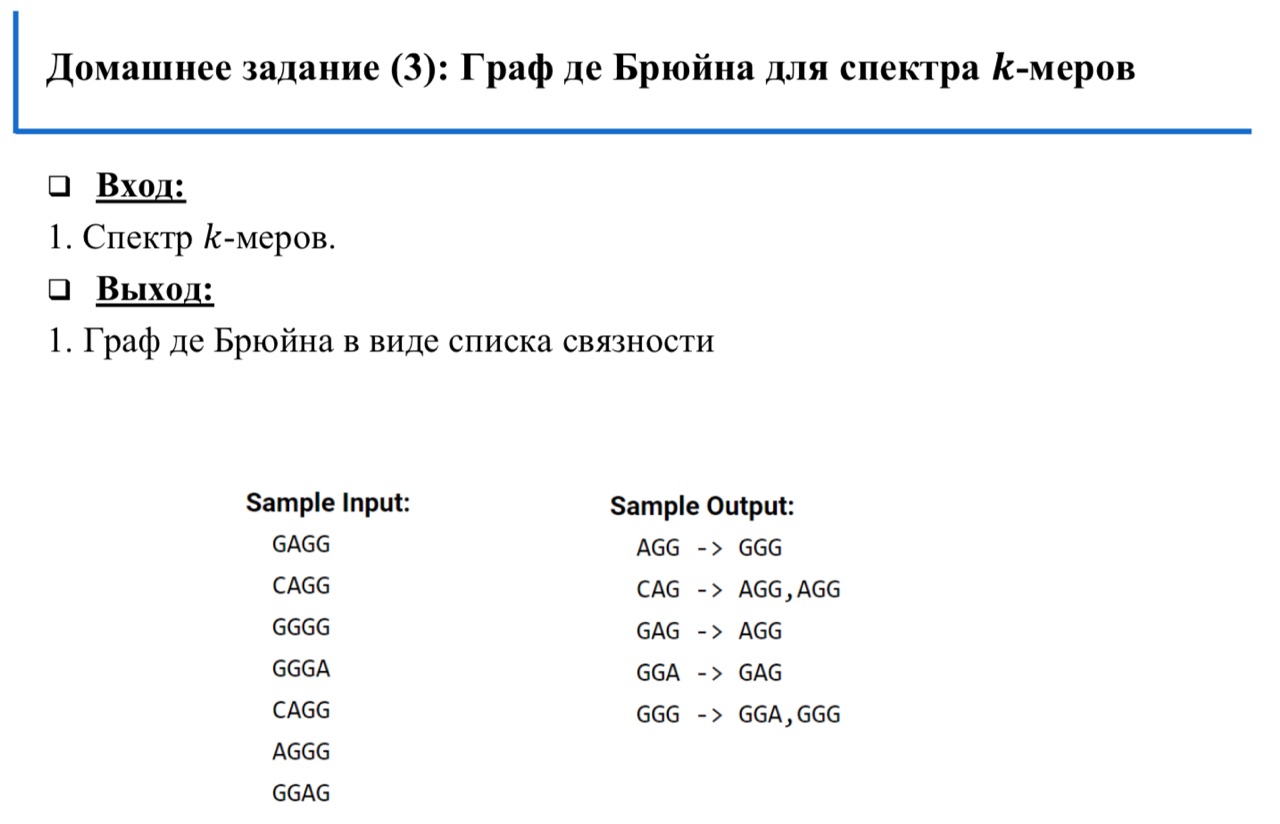 Домашнее задание (3): Граф де Брюйна для спектра k-меров
Вход:
1. Спектр k-меров.
Выход:
1. Граф де Брюйна в виде списка связности
Sample Input:
GAGG
CAGG
GGGG
GGGA
CAGG
AGGG
GGAG
Sample Output:
AGG -> GGG
CAG -> AGG,AGG
GAG -> AGG
GGA -> GAG
GGG -> GGA,GGG